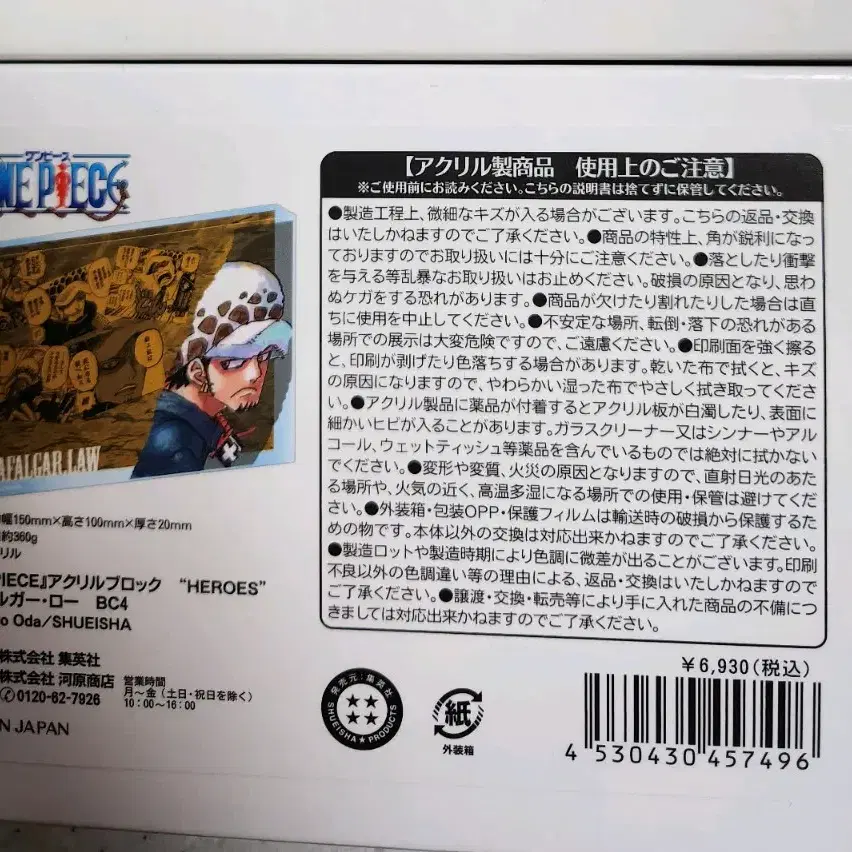 ワンピース
NE PIECE
AFALGAR LAW
幅150mm×高さ100mm×厚さ20mm
約360g
リル
PIECE』アクリルブロック “HEROES”
ルガー・ロー BC4
o Oda/SHUEISHA
株式会社 集英社
株式会社 河原商店
0120-62-7926
営業時間
月～金（土・日・祝日を除く）
10：00～16：00
N JAPAN
【アクリル製商品 使用上のご注意】
※ご使用前にお読みください。こちらの説明書は捨てずに保管してください。
●製造工程上、微細なキズが入る場合がございます。こちらの返品・交換
はいたしかねますのでご了承ください。●商品の特性上、角が鋭利になっ
ておりますのでお取り扱いには十分にご注意ください。●落としたり衝撃
を与える等乱暴なお取り扱いはお止めください。破損の原因となり、思わ
ぬケガをする恐れがあります。●商品が欠けたり割れたりした場合は直
ちに使用を中止してください。●不安定な場所、転倒・落下の恐れがある
場所での展示は大変危険ですので、ご遠慮ください。●印刷面を強く擦る
と、印刷が剥げたり色落ちする場合があります。乾いた布で拭くと、キズ
の原因になりますので、やわらかい湿った布でやさしく拭き取ってくださ
い。●アクリル製品に薬品が付着するとアクリル板が白濁したり、表面に
細かいヒビが入ることがあります。ガラスクリーナー又はシンナーやアル
コール、ウェットティッシュ等薬品を含んでいるものでは絶対に拭かない
でください。●変形や変質、火災の原因となりますので、直射日光のあた
る場所や、火気の近く、高温多湿になる場所での使用・保管は避けてくだ
さい。●外装箱・包装OPP・保護フィルムは輸送時の破損から保護するた
めの物です。本体以外の交換は対応出来かねますのでご了承ください。
●製造ロットや製造時期により色調に微差が出ることがございます。印刷
不良以外の色調違い等の理由による、返品・交換はいたしかねますので
ご了承ください。●譲渡・交換・転売等により手に入れた商品の不備につ
きましては対応出来かねますのでご了承ください。
￥6,930（税込）
発売元：集英社
SHUEISHA★PRODUCTS
紙
外装箱
4 530430 457496